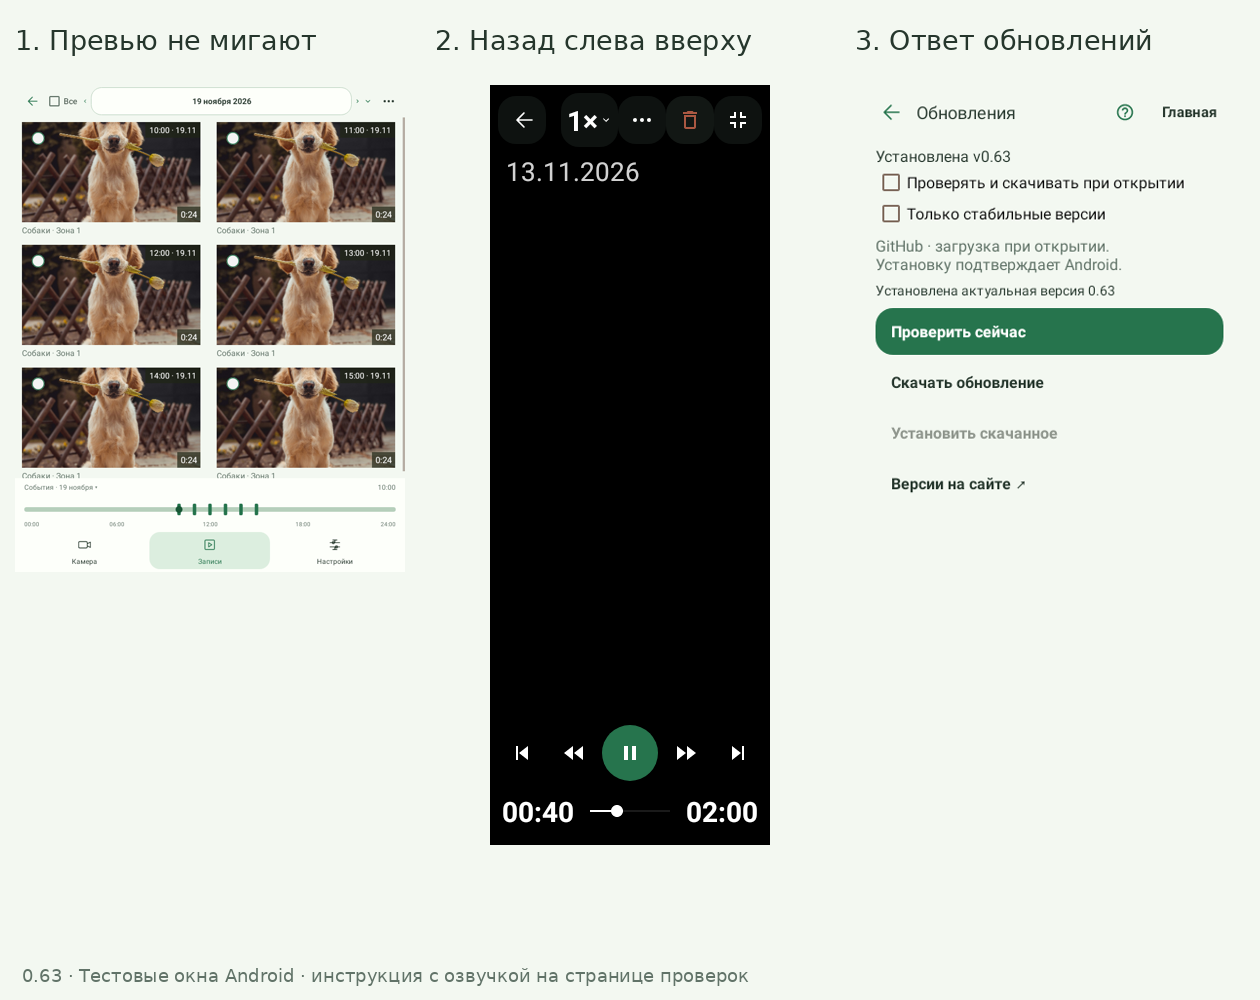 1. Превью не мигают
2. Назад слева вверху
3. Ответ обновлений
Все
19 ноября 2026
10:00 · 19.11
11:00 · 19.11
0:24
0:24
Собаки · Зона 1
Собаки · Зона 1
12:00 · 19.11
13:00 · 19.11
0:24
0:24
Собаки · Зона 1
Собаки · Зона 1
14:00 · 19.11
15:00 · 19.11
0:24
0:24
Собаки · Зона 1
Собаки · Зона 1
События · 19 ноября •
10:00
00:00
06:00
12:00
18:00
24:00
Камера
Записи
Настройки
1×
13.11.2026
00:40
02:00
Обновления
Главная
Установлена v0.63
Проверять и скачивать при открытии
Только стабильные версии
GitHub · загрузка при открытии.
Установку подтверждает Android.
Установлена актуальная версия 0.63
Проверить сейчас
Скачать обновление
Установить скачанное
Версии на сайте ↗
0.63 · Тестовые окна Android · инструкция с озвучкой на странице проверок